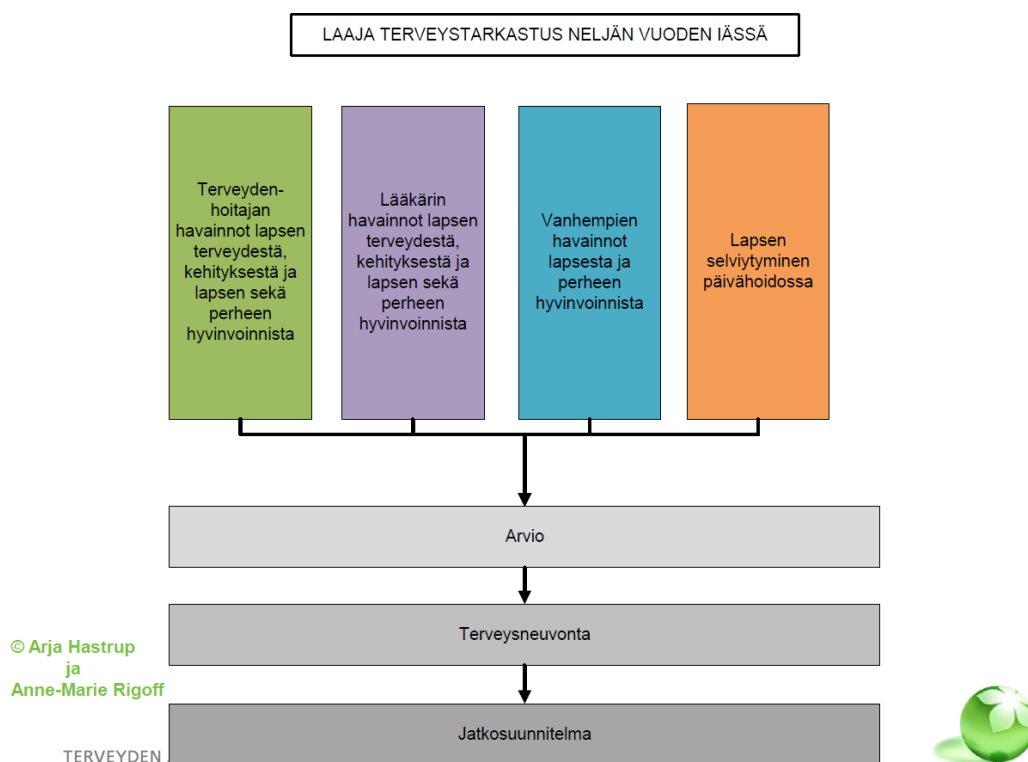 LAAJA TERVEYSTARKASTUS NELJÄN VUODEN IÄSSÄ
Terveyden-
hoitajan
havainnot lapsen
terveydestä,
kehityksestä ja
lapsen sekä
perheen
hyvinvoinnista
Lääkärin
havainnot lapsen
terveydestä,
kehityksestä ja
lapsen sekä
perheen
hyvinvoinnista
Vanhempien
havainnot
lapsesta ja
perheen
hyvinvoinnista
Lapsen
selviytyminen
päivähoidossa
Arvio
Terveysneuvonta
Jatkosuunnitelma
© Arja Hastrup
ja
Anne-Marie Rigoff
TERVEYDEN